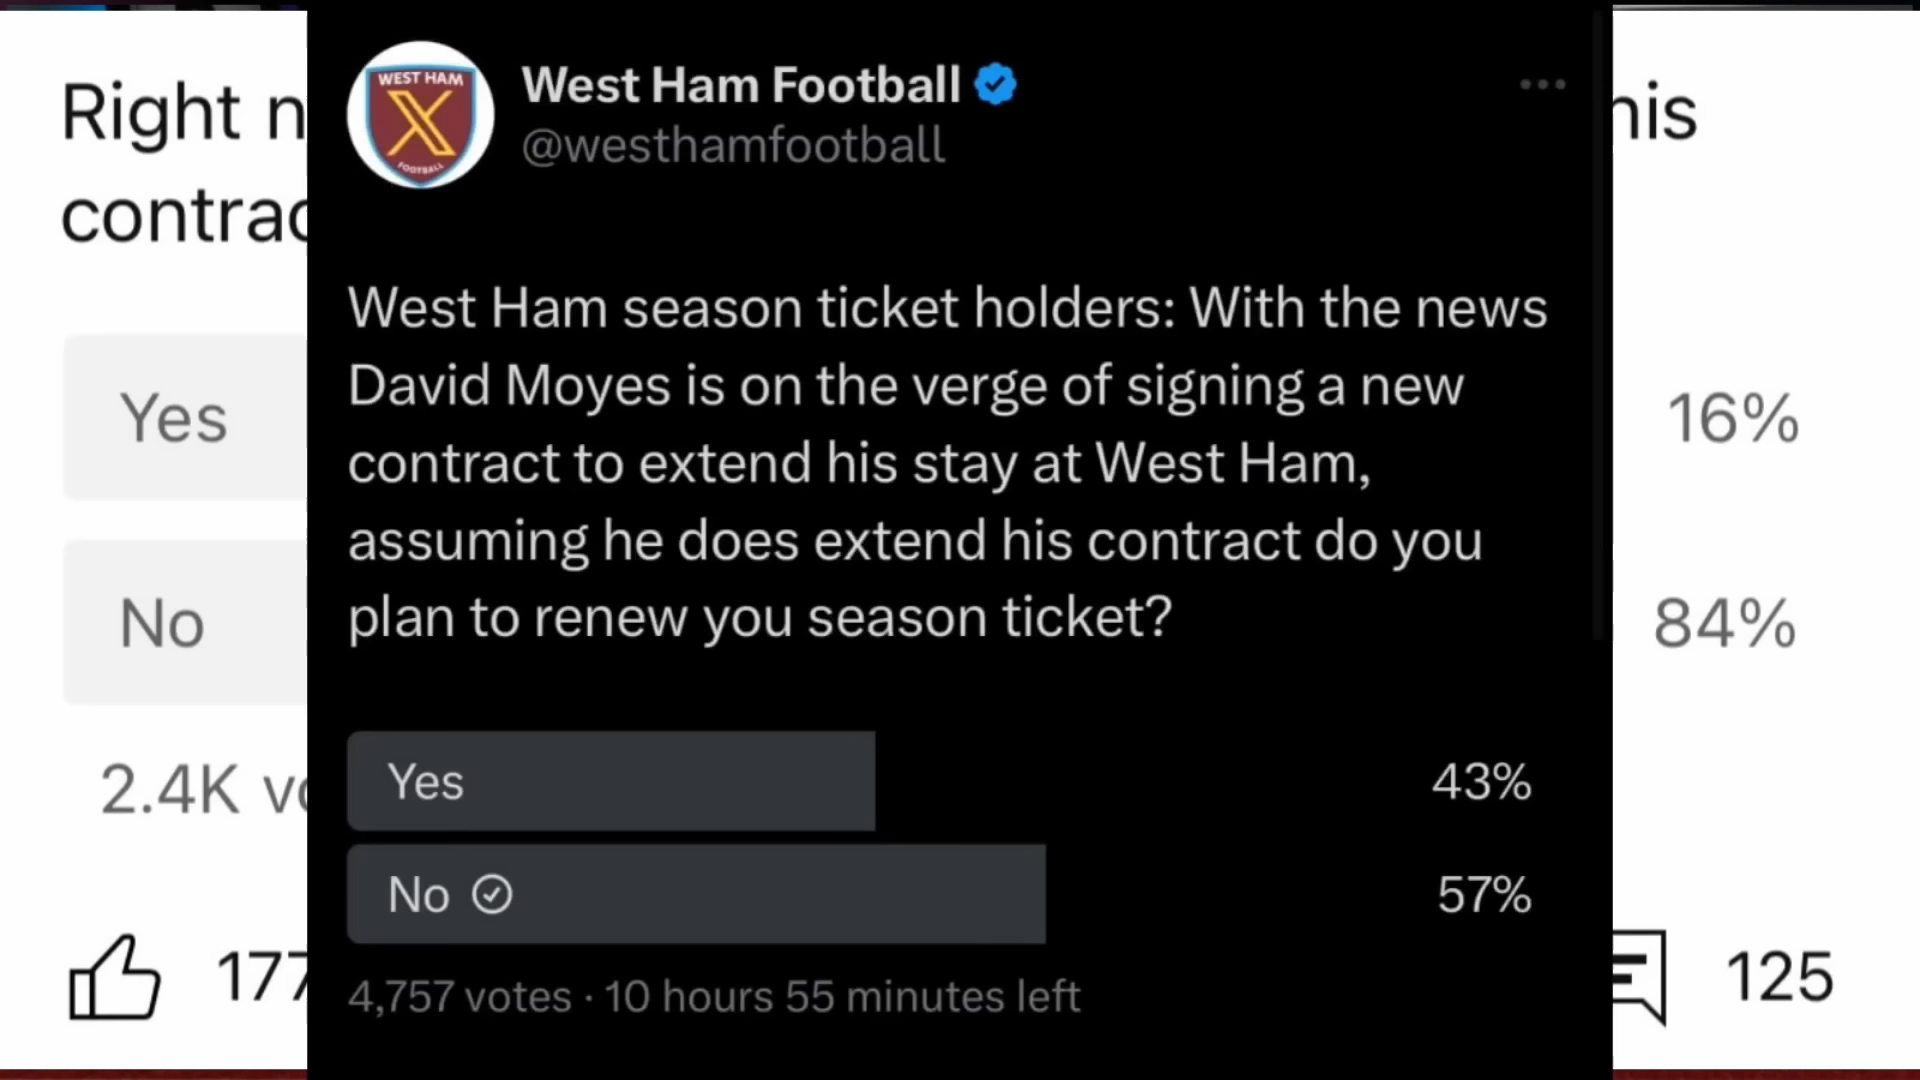 Right
his
WEST HAM
FOOTBALL
West Ham Football
@westhamfootball
West Ham season ticket holders: With the news
David Moyes is on the verge of signing a new
contract to extend his stay at West Ham,
assuming he does extend his contract do you
plan to renew you season ticket?
Yes 43%
No 57%
4,757 votes · 10 hours 55 minutes left
Yes 16%
No 84%
2.4K
177
125